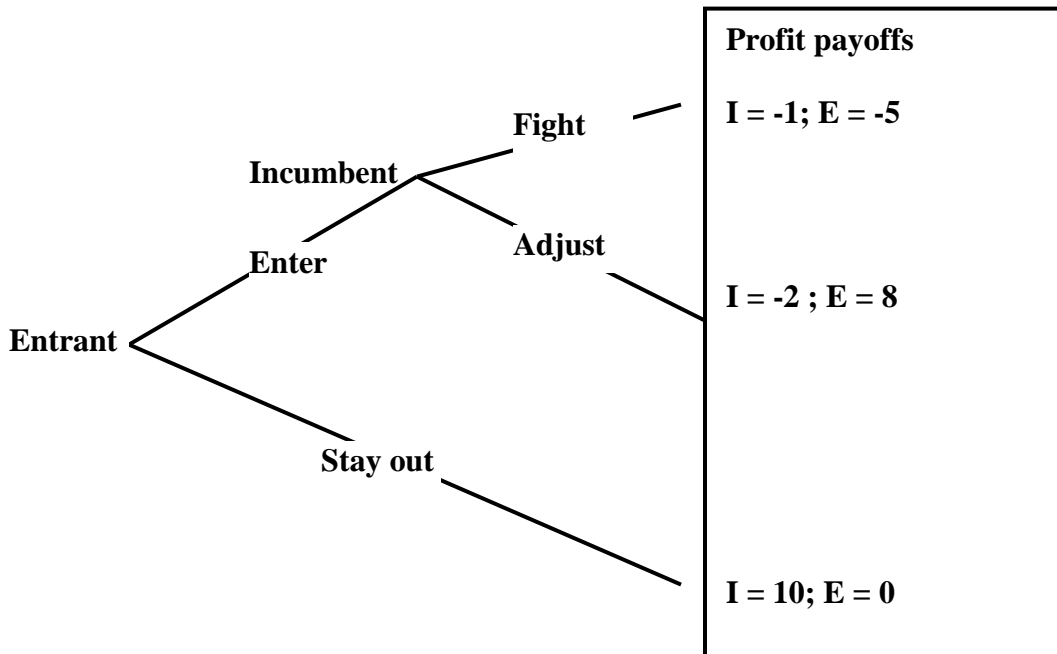 Profit payoffs
Fight
I = -1; E = -5
Incumbent
Adjust
Enter
I = -2 ; E = 8
Entrant
Stay out
I = 10; E = 0